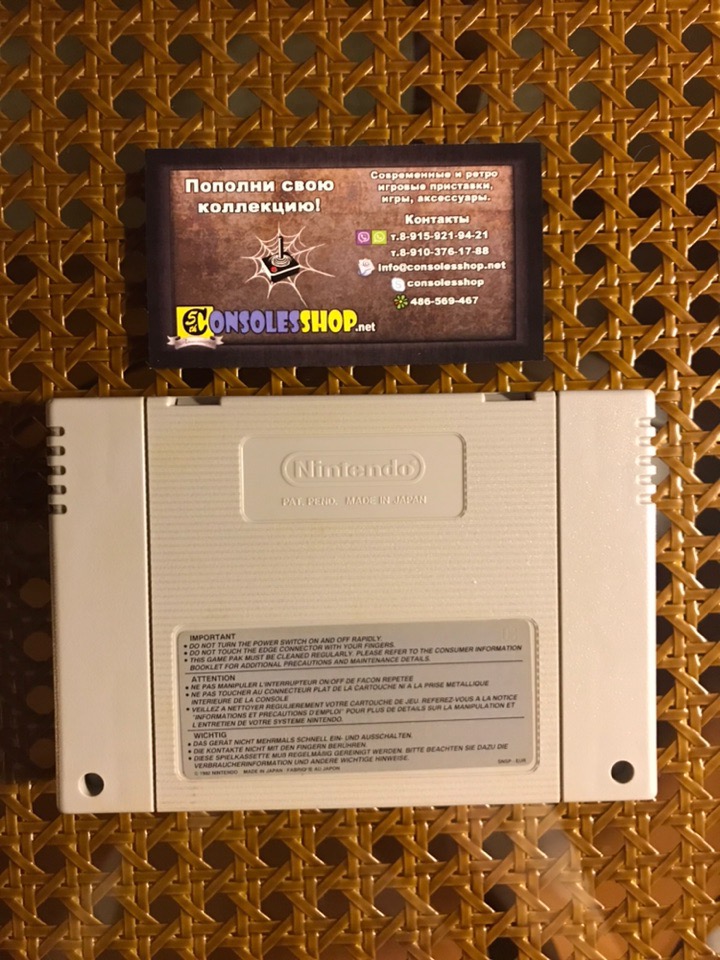 Пополни свою
коллекцию!
Современные и ретро
игровые приставки,
игры, аксессуары.
Контакты
т.8-915-921-94-21
т.8-910-376-17-88
info@consolesshop.net
consolesshop
486-569-467
CONSOLESSHOP.net
Nintendo
PAT. PEND. MADE IN JAPAN
IMPORTANT
• DO NOT TURN THE POWER SWITCH ON AND OFF RAPIDLY.
• DO NOT TOUCH THE EDGE CONNECTOR WITH YOUR FINGERS.
• THIS GAME PAK MUST BE CLEANED REGULARLY. PLEASE REFER TO THE CONSUMER INFORMATION
BOOKLET FOR ADDITIONAL PRECAUTIONS AND MAINTENANCE DETAILS.
ATTENTION
• NE PAS MANIPULER L'INTERRUPTEUR ON/OFF DE FACON REPETEE
• NE PAS TOUCHER AU CONNECTEUR PLAT DE LA CARTOUCHE NI À LA PRISE METALLIQUE
INTERIEURE DE LA CONSOLE
• VEILLEZ A NETTOYER REGULIEREMENT VOTRE CARTOUCHE DE JEU. REFEREZ-VOUS A LA NOTICE
"INFORMATIONS ET PRECAUTIONS D'EMPLOI" POUR PLUS DE DETAILS SUR LA MANIPULATION ET
L'ENTRETIEN DE VOTRE SYSTEME NINTENDO.
WICHTIG
• DAS GERÄT NICHT MEHRMALS SCHNELL EIN- UND AUSSCHALTEN.
• DIE KONTAKTE NICHT MIT DEN FINGERN BERÜHREN.
• DIESE SPIELKASSETTE MUß REGELMÄßIG GEREINIGT WERDEN. BITTE BEACHTEN SIE DAZU DIE
VERBRAUCHERINFORMATION UND ANDERE WICHTIGE HINWEISE.
© 1992 NINTENDO MADE IN JAPAN FABRIQUÉ AU JAPON
SNSP - EUR